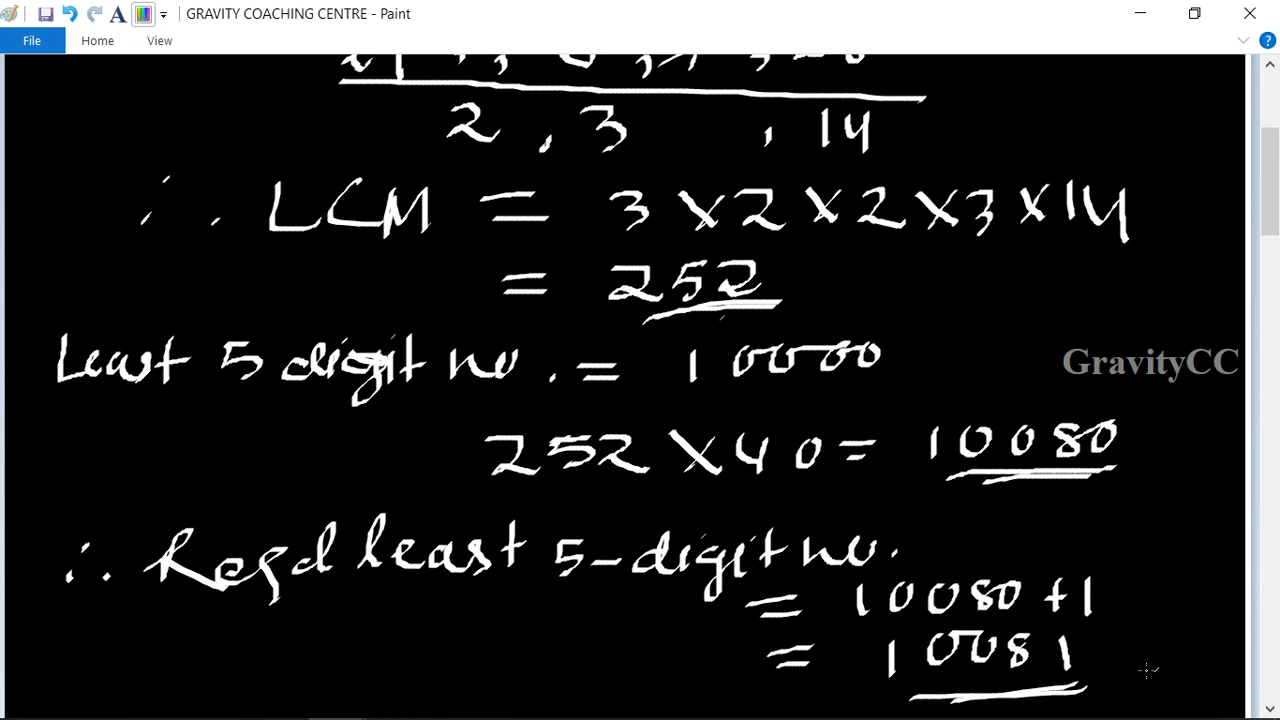 GRAVITY COACHING CENTRE - Paint
File Home View
2 , 3 , 14
∴ LCM = 3 × 2 × 2 × 3 × 14
= 252
Least 5 digit no. = 10000
GravityCC
252 × 40 = 10080
∴ Reqd least 5-digit no.
= 10080 + 1
= 10081